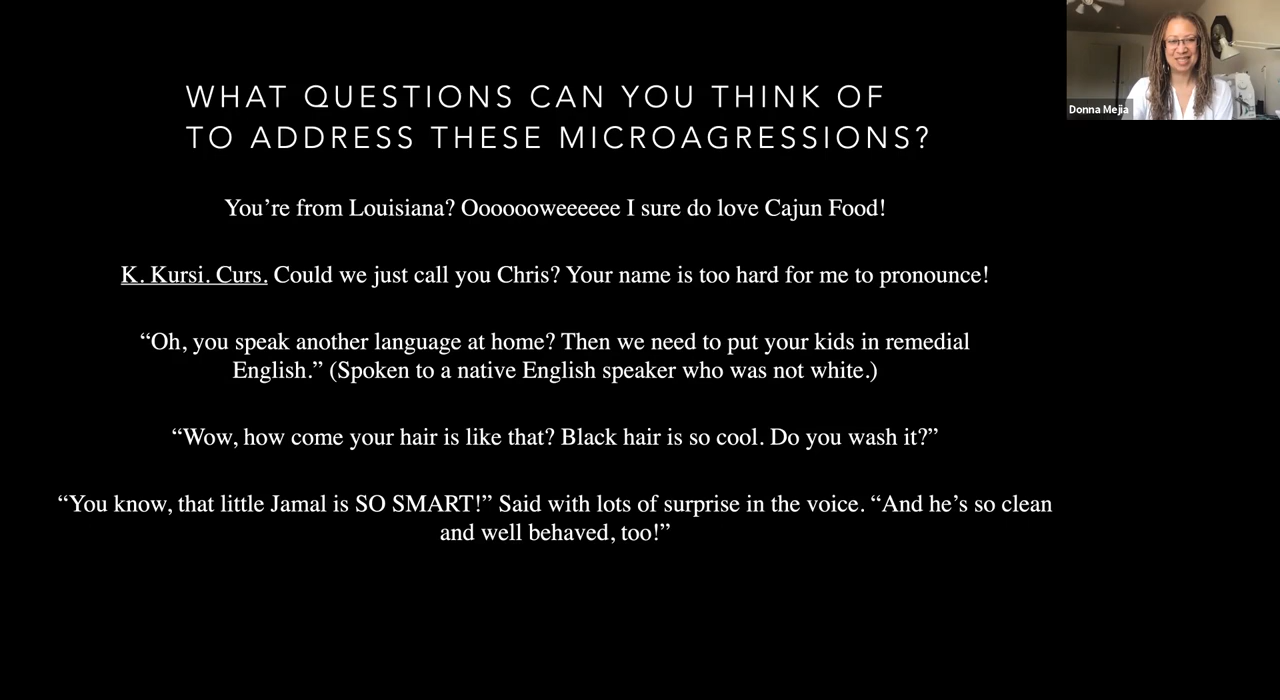 WHAT QUESTIONS CAN YOU THINK OF
TO ADDRESS THESE MICROAGRESSIONS?
Donna Mejia
You’re from Louisiana? Ooooooweeeeee I sure do love Cajun Food!
K. Kursi. Curs. Could we just call you Chris? Your name is too hard for me to pronounce!
“Oh, you speak another language at home? Then we need to put your kids in remedial
English.” (Spoken to a native English speaker who was not white.)
“Wow, how come your hair is like that? Black hair is so cool. Do you wash it?”
“You know, that little Jamal is SO SMART!” Said with lots of surprise in the voice. “And he’s so clean
and well behaved, too!”